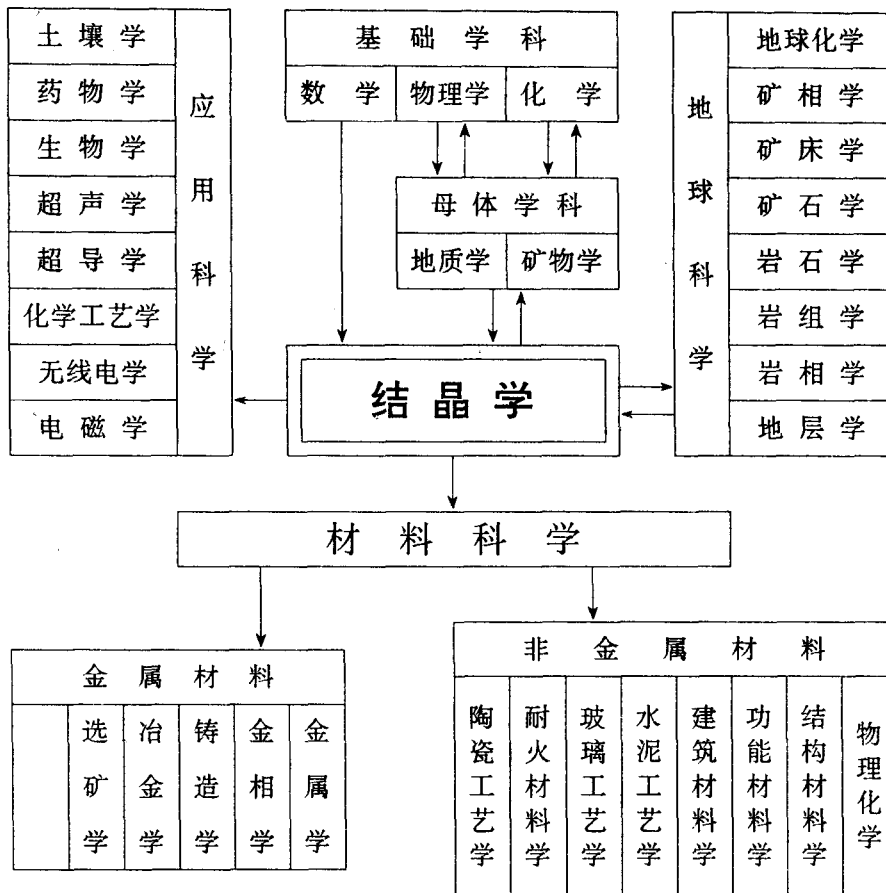 土壤学
药物学
生物学
超声学
超导学
化学工艺学
无线电学
电磁学
应用科学
基础学科
数学 物理学 化学
母体学科
地质学 矿物学
结晶学
地球科学
地球化学
矿相学
矿床学
矿石学
岩石学
岩组学
岩相学
地层学
材料科学
金属材料
选矿学
冶金学
铸造学
金相学
金属学
非金属材料
陶瓷工艺学
耐火材料学
玻璃工艺学
水泥工艺学
建筑材料学
功能材料学
结构材料学
物理化学